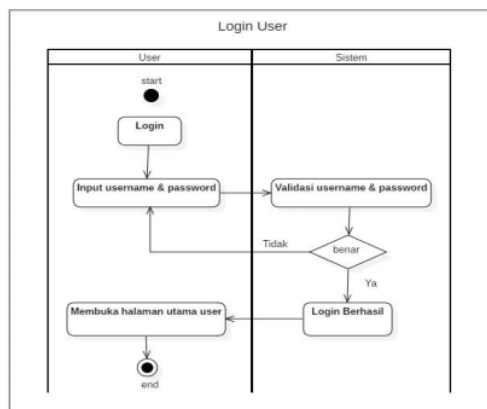 Login User
User
Sistem
start
Login
Input username & password
Validasi username & password
Tidak
benar
Ya
Membuka halaman utama user
Login Berhasil
end